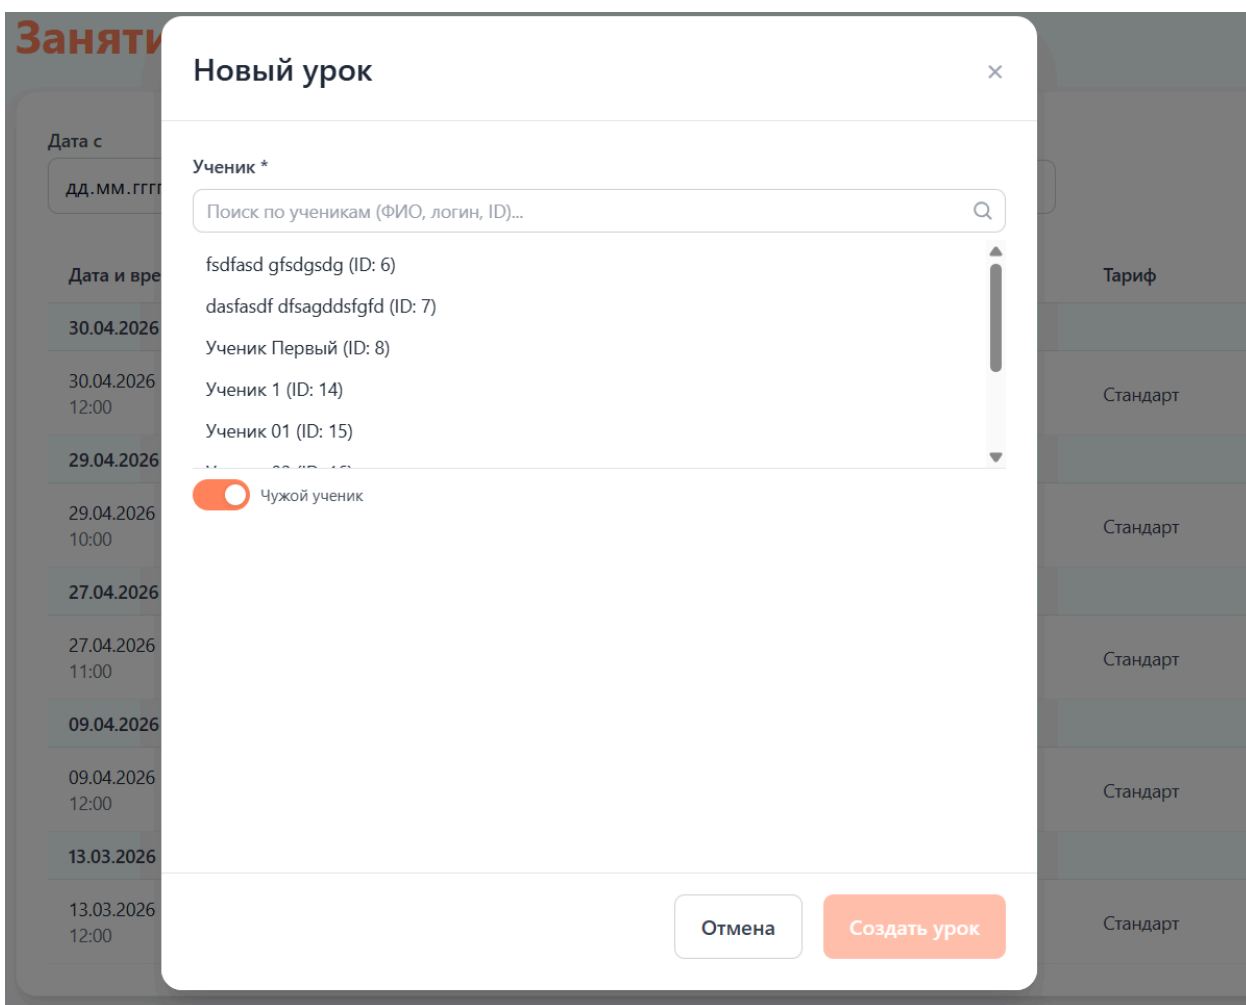 Заняти
Новый урок
×
Дата с
дд.мм.гггг
Ученик *
Поиск по ученикам (ФИО, логин, ID)...
fsdfasd gfsdgsdg (ID: 6)
dasfasdf dfsagddsfgfd (ID: 7)
Ученик Первый (ID: 8)
Ученик 1 (ID: 14)
Ученик 01 (ID: 15)
Чужой ученик
Дата и вре
Тариф
30.04.2026
30.04.2026
12:00
Стандарт
29.04.2026
29.04.2026
10:00
Стандарт
27.04.2026
27.04.2026
11:00
Стандарт
09.04.2026
09.04.2026
12:00
Стандарт
13.03.2026
13.03.2026
12:00
Стандарт
Отмена
Создать урок